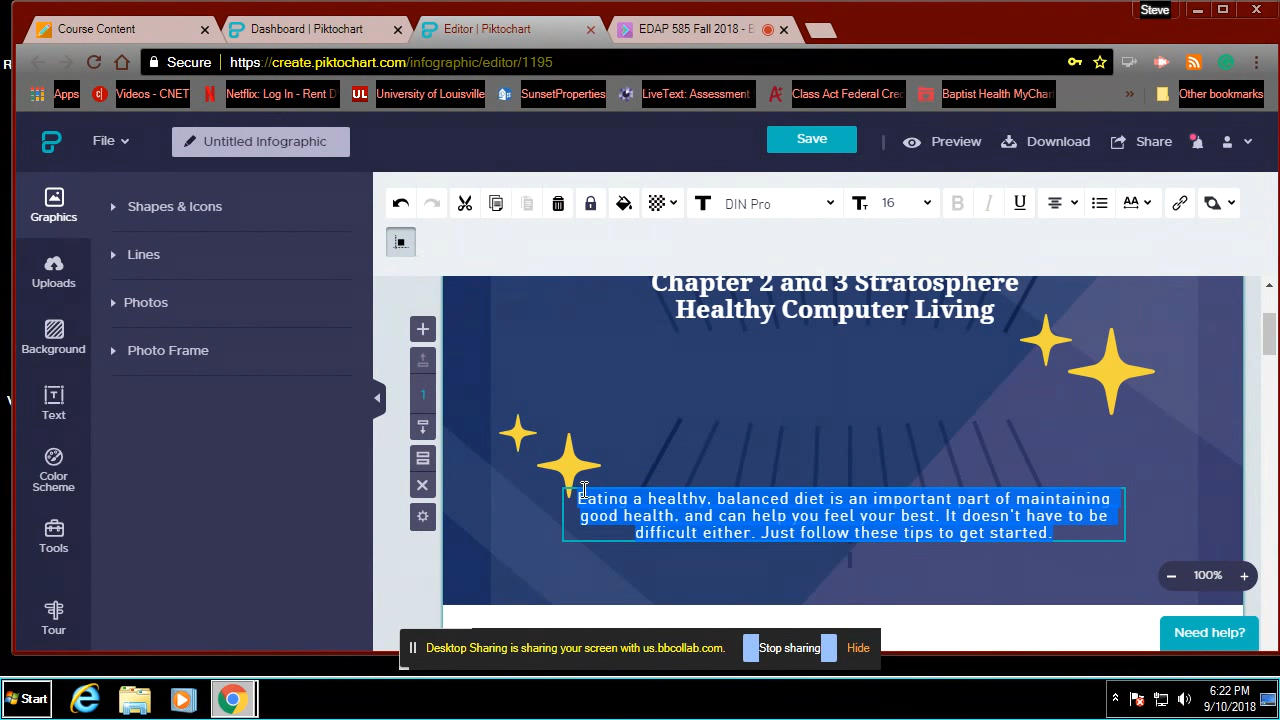 Steve
Course Content
Dashboard | Piktochart
Editor | Piktochart
EDAP 585 Fall 2018 - E
Secure
https://create.piktochart.com/infographic/editor/1195
Apps
Videos - CNET
Netflix: Log In - Rent D
University of Louisville
SunsetProperties
LiveText: Assessment
Class Act Federal Cre
Baptist Health MyChar
»
Other bookmarks
File
Untitled Infographic
Save
Preview
Download
Share
Graphics
Uploads
Background
Text
Color
Scheme
Tools
Tour
Shapes & Icons
Lines
Photos
Photo Frame
DIN Pro
16
B
I
U
AA
1
Chapter 2 and 3 Stratosphere
Healthy Computer Living
Eating a healthy, balanced diet is an important part of maintaining
good health, and can help you feel your best. It doesn't have to be
difficult either. Just follow these tips to get started.
100%
Need help?
Desktop Sharing is sharing your screen with us.bbcollab.com.
Stop sharing
Hide
Start
6:22 PM
9/10/2018